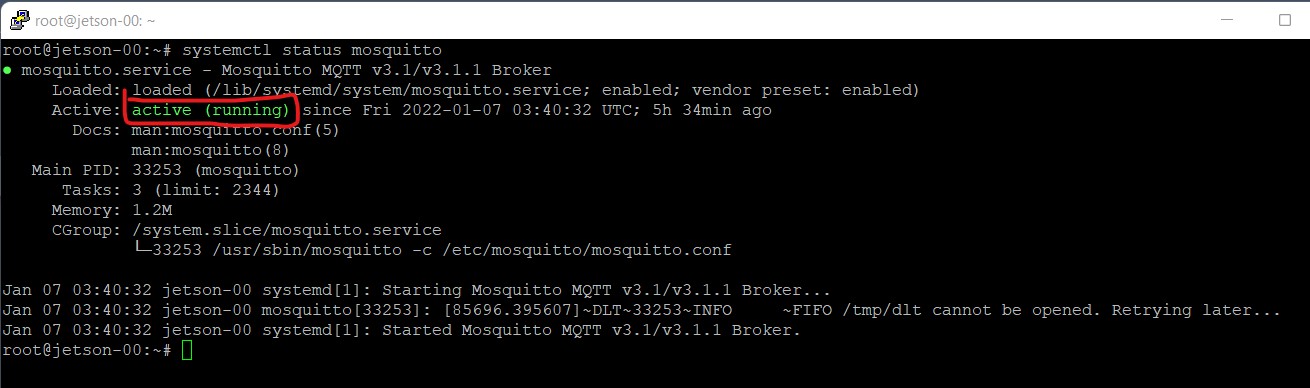 root@jetson-00: ~
root@jetson-00:~# systemctl status mosquitto
● mosquitto.service - Mosquitto MQTT v3.1/v3.1.1 Broker
Loaded: loaded (/lib/systemd/system/mosquitto.service; enabled; vendor preset: enabled)
Active: active (running) since Fri 2022-01-07 03:40:32 UTC; 5h 34min ago
Docs: man:mosquitto.conf(5)
man:mosquitto(8)
Main PID: 33253 (mosquitto)
Tasks: 3 (limit: 2344)
Memory: 1.2M
CGroup: /system.slice/mosquitto.service
└─33253 /usr/sbin/mosquitto -c /etc/mosquitto/mosquitto.conf
Jan 07 03:40:32 jetson-00 systemd[1]: Starting Mosquitto MQTT v3.1/v3.1.1 Broker...
Jan 07 03:40:32 jetson-00 mosquitto[33253]: [85696.395607]~DLT~33253~INFO     ~FIFO /tmp/dlt cannot be opened. Retrying later...
Jan 07 03:40:32 jetson-00 systemd[1]: Started Mosquitto MQTT v3.1/v3.1.1 Broker.
root@jetson-00:~#